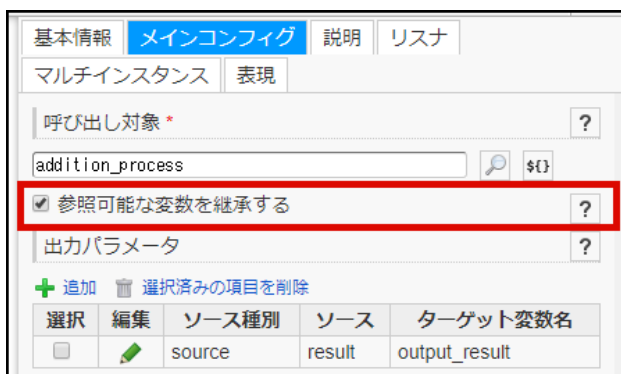 基本情報 メインコンフィグ 説明 リスナ
マルチインスタンス 表現
呼び出し対象 * ?
addition_process ${}
参照可能な変数を継承する ?
出力パラメータ ?
追加 選択済みの項目を削除
選択 編集 ソース種別 ソース ターゲット変数名
source result output_result